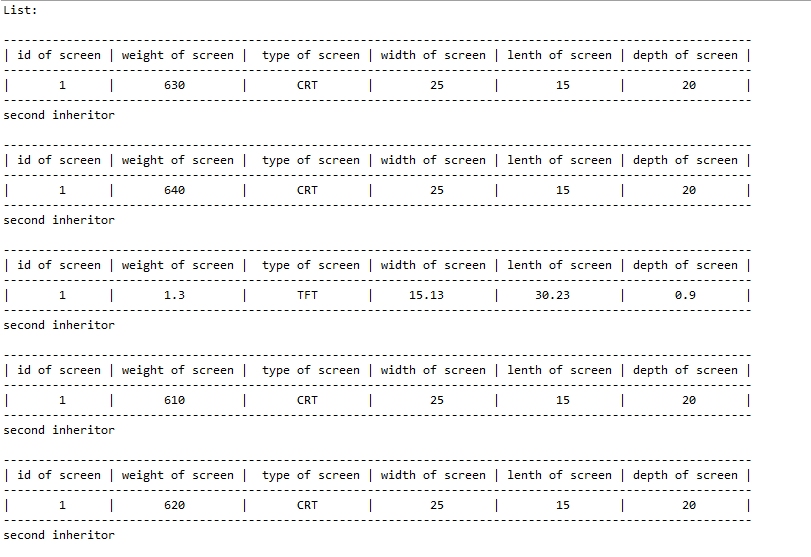 List:
---------------------------------------------------------------------------------------------------------
| id of screen | weight of screen |  type of screen | width of screen | lenth of screen | depth of screen |
---------------------------------------------------------------------------------------------------------
|       1      |       630        |       CRT       |        25       |        15       |        20       |
---------------------------------------------------------------------------------------------------------
second inheritor
---------------------------------------------------------------------------------------------------------
| id of screen | weight of screen |  type of screen | width of screen | lenth of screen | depth of screen |
---------------------------------------------------------------------------------------------------------
|       1      |       640        |       CRT       |        25       |        15       |        20       |
---------------------------------------------------------------------------------------------------------
second inheritor
---------------------------------------------------------------------------------------------------------
| id of screen | weight of screen |  type of screen | width of screen | lenth of screen | depth of screen |
---------------------------------------------------------------------------------------------------------
|       1      |       1.3        |       TFT       |     15.13       |     30.23       |       0.9       |
---------------------------------------------------------------------------------------------------------
second inheritor
---------------------------------------------------------------------------------------------------------
| id of screen | weight of screen |  type of screen | width of screen | lenth of screen | depth of screen |
---------------------------------------------------------------------------------------------------------
|       1      |       610        |       CRT       |        25       |        15       |        20       |
---------------------------------------------------------------------------------------------------------
second inheritor
---------------------------------------------------------------------------------------------------------
| id of screen | weight of screen |  type of screen | width of screen | lenth of screen | depth of screen |
---------------------------------------------------------------------------------------------------------
|       1      |       620        |       CRT       |        25       |        15       |        20       |
---------------------------------------------------------------------------------------------------------
second inheritor